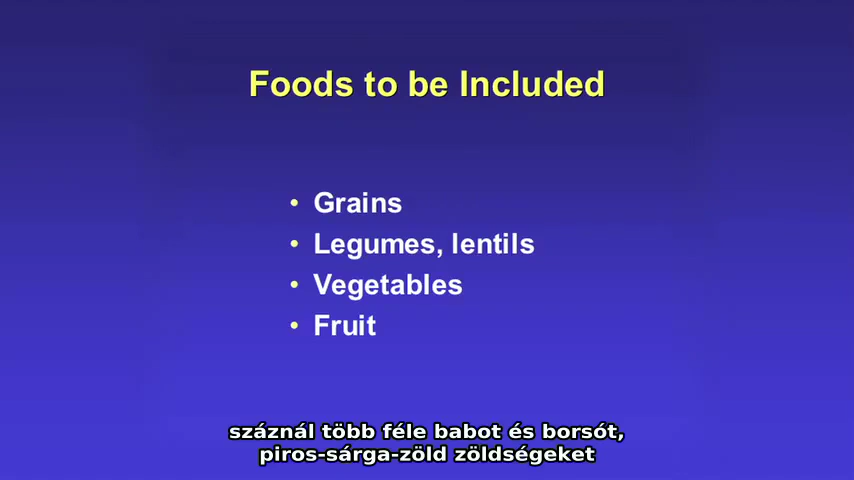 Foods to be Included
• Grains
• Legumes, lentils
• Vegetables
• Fruit
száznál több féle babot és borsót,
piros-sárga-zöld zöldségeket